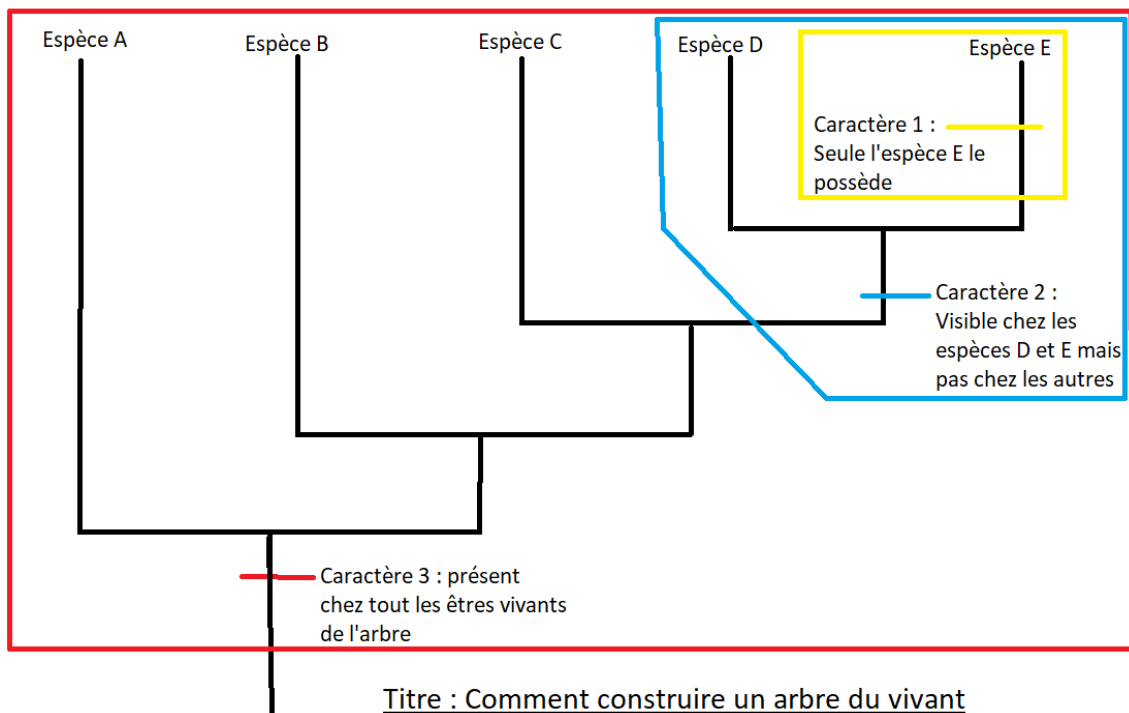 Espèce A
Espèce B
Espèce C
Espèce D
Espèce E
Caractère 1 :
Seule l'espèce E le
possède
Caractère 2 :
Visible chez les
espèces D et E mais
pas chez les autres
Caractère 3 : présent
chez tout les êtres vivants
de l'arbre
Titre : Comment construire un arbre du vivant